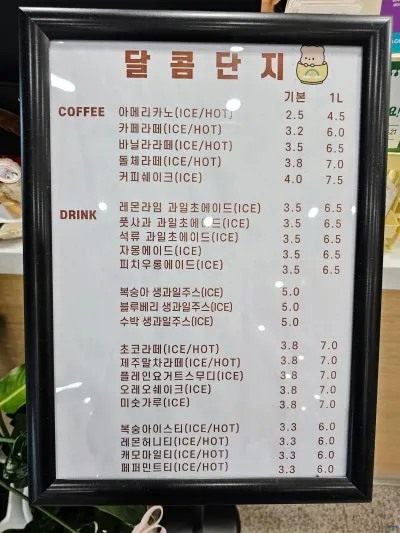 달콤단지
기본 1L
COFFEE 아메리카노(ICE/HOT) 2.5 4.5
카페라떼(ICE/HOT) 3.2 6.0
바닐라라떼(ICE/HOT) 3.5 6.5
돌체라떼(ICE/HOT) 3.8 7.0
커피쉐이크(ICE) 4.0 7.5
DRINK 레몬라임 과일초에이드(ICE) 3.5 6.5
풋사과 과일초에이드(ICE) 3.5 6.5
석류 과일초에이드(ICE) 3.5 6.5
자몽에이드(ICE) 3.5 6.5
피치우롱에이드(ICE) 3.5 6.5
복숭아 생과일주스(ICE) 5.0
블루베리 생과일주스(ICE) 5.0
수박 생과일주스(ICE) 5.0
초코라떼(ICE/HOT) 3.8 7.0
제주말차라떼(ICE/HOT) 3.8 7.0
플레인요거트스무디(ICE) 3.8 7.0
오레오쉐이크(ICE) 3.8 7.0
미숫가루(ICE) 3.8 7.0
복숭아이스티(ICE/HOT) 3.3 6.0
레몬허니티(ICE/HOT) 3.3 6.0
캐모마일티(ICE/HOT) 3.3 6.0
페퍼민트티(ICE/HOT) 3.3 6.0